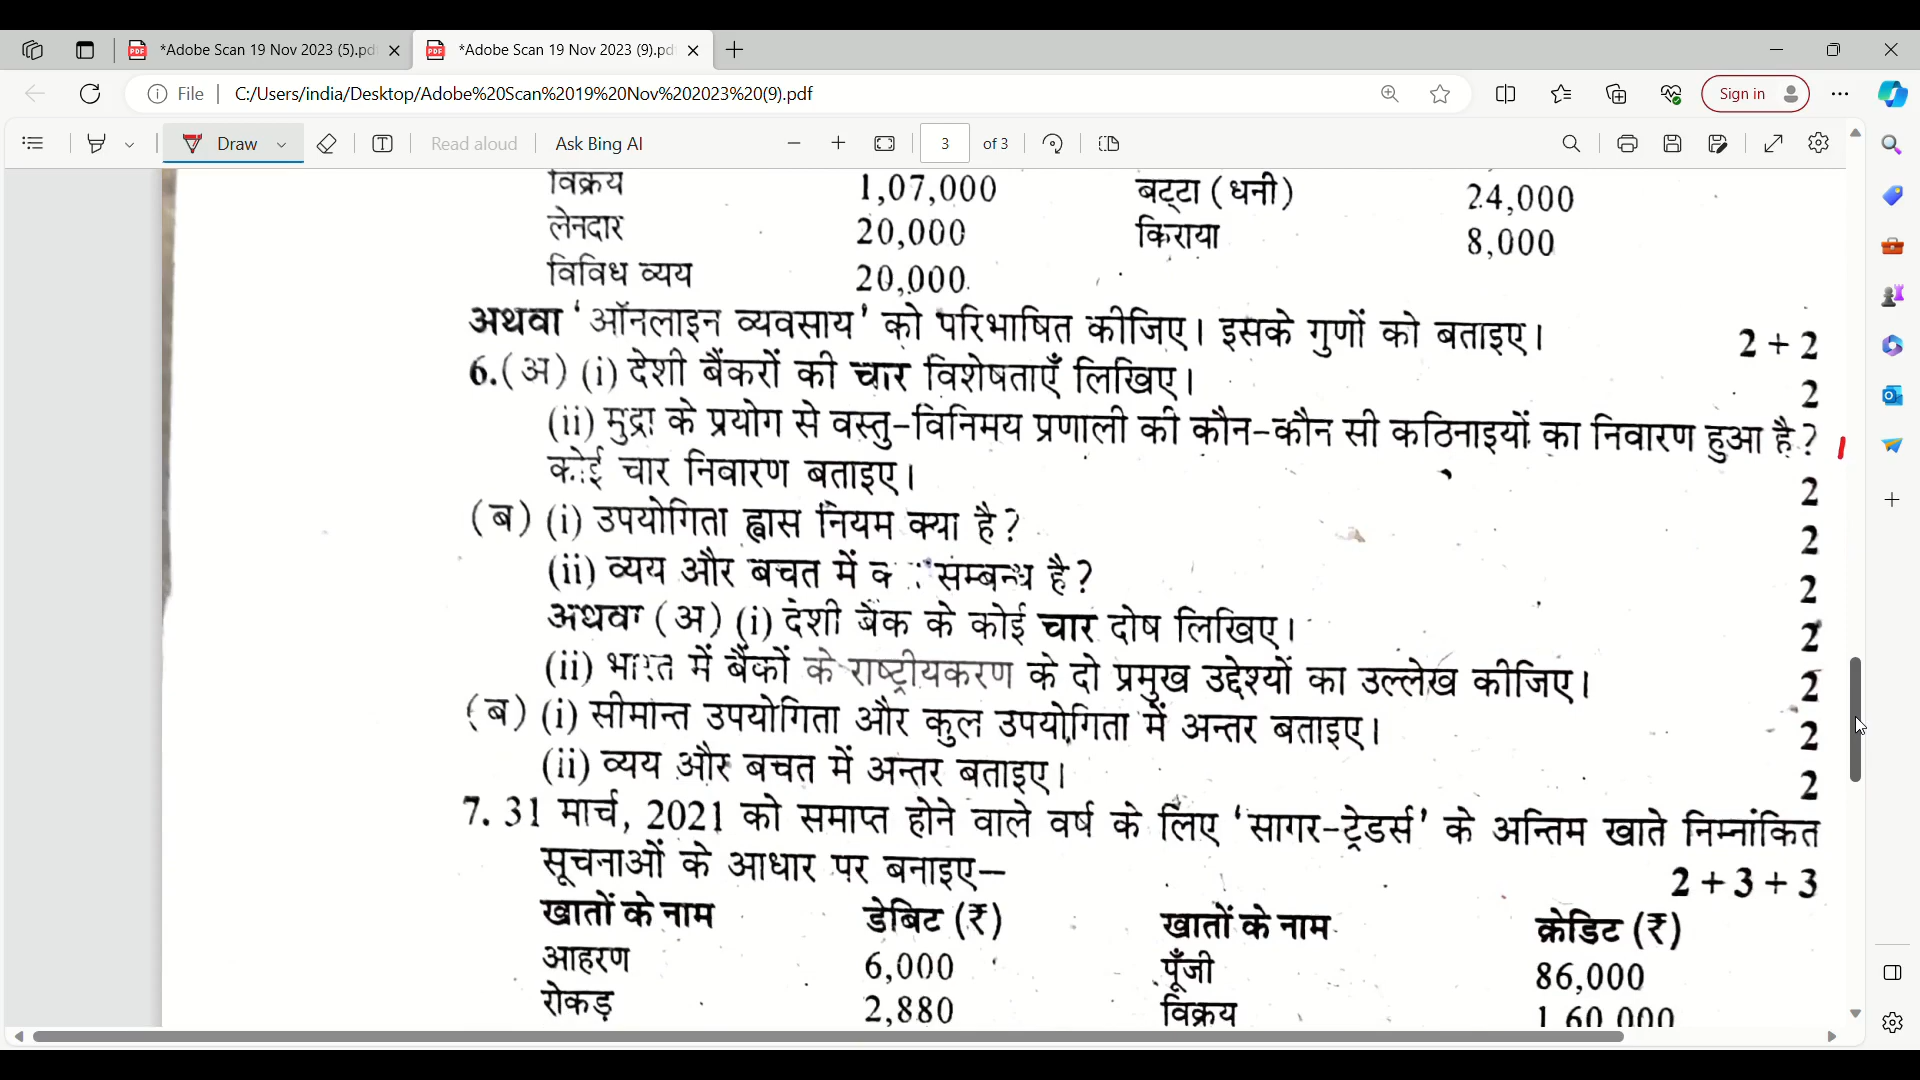 *Adobe Scan 19 Nov 2023 (5).pd
*Adobe Scan 19 Nov 2023 (9).pd
File
C:/Users/india/Desktop/Adobe%20Scan%2019%20Nov%202023%20(9).pdf
Sign in
Draw
Read aloud
Ask Bing AI
3 of 3
विक्रय 1,07,000 बट्टा (धनी) 24,000
लेनदार 20,000 किराया 8,000
विविध व्यय 20,000
अथवा 'ऑनलाइन व्यवसाय' को परिभाषित कीजिए। इसके गुणों को बताइए। 2 + 2
6.(अ) (i) देशी बैंकरों की चार विशेषताएँ लिखिए। 2
(ii) मुद्रा के प्रयोग से वस्तु-विनिमय प्रणाली की कौन-कौन सी कठिनाइयों का निवारण हुआ है?
कोई चार निवारण बताइए। 2
(ब) (i) उपयोगिता ह्रास नियम क्या है? 2
(ii) व्यय और बचत में सम्बन्ध है? 2
अथवा (अ) (i) देशी बैंक के कोई चार दोष लिखिए। 2
(ii) भारत में बैंकों के राष्ट्रीयकरण के दो प्रमुख उद्देश्यों का उल्लेख कीजिए। 2
(ब) (i) सीमान्त उपयोगिता और कुल उपयोगिता में अन्तर बताइए। 2
(ii) व्यय और बचत में अन्तर बताइए। 2
7. 31 मार्च, 2021 को समाप्त होने वाले वर्ष के लिए 'सागर-ट्रेडर्स' के अन्तिम खाते निम्नांकित
सूचनाओं के आधार पर बनाइए— 2 + 3 + 3
खातों के नाम डेबिट (₹) खातों के नाम क्रेडिट (₹)
आहरण 6,000 पूँजी 86,000
रोकड़ 2,880 विक्रय 1,60,000